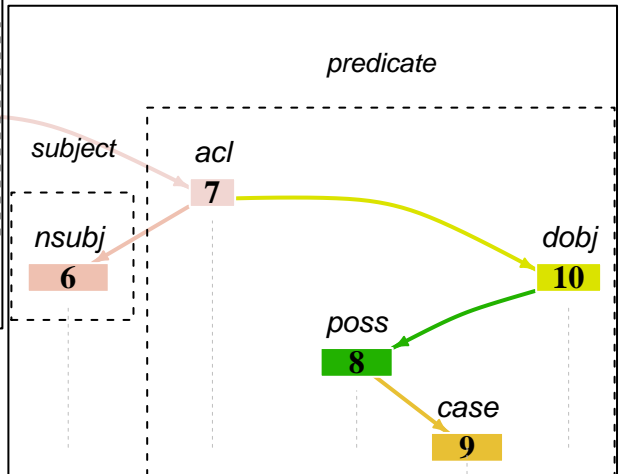 predicate
subject
acl
7
nsubj
dobj
6
10
poss
8
case
9